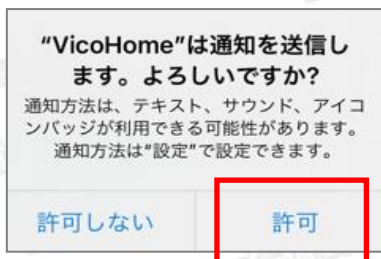 “VicoHome”は通知を送信し
ます。よろしいですか?
通知方法は、テキスト、サウンド、アイコ
ンバッジが利用できる可能性があります。
通知方法は“設定”で設定できます。
許可しない
許可